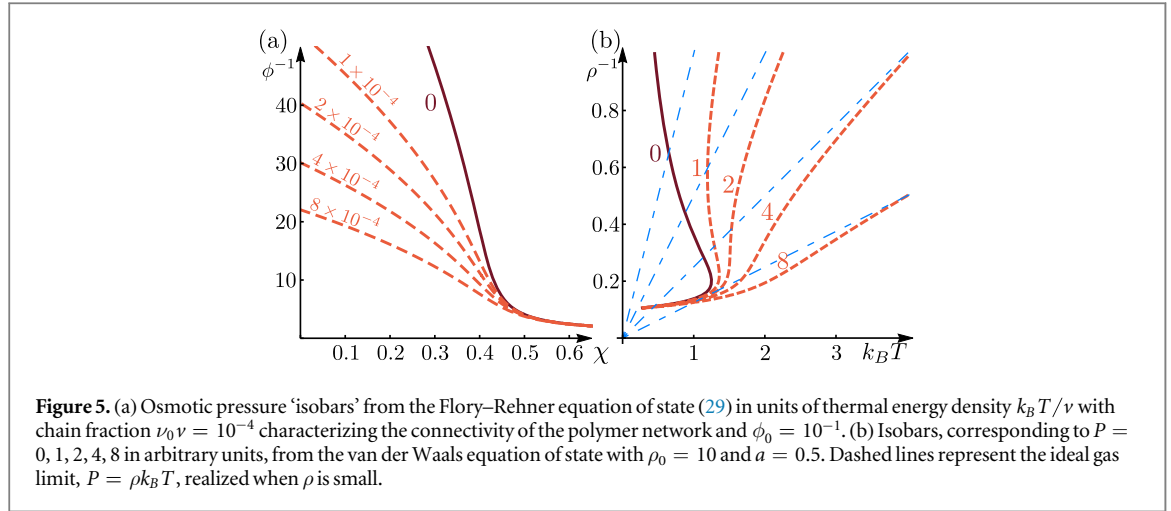 (a)
ϕ⁻¹
40
30
20
10
1 × 10⁻⁴
2 × 10⁻⁴
4 × 10⁻⁴
8 × 10⁻⁴
0
0.1 0.2 0.3 0.4 0.5 0.6 χ
(b)
ρ⁻¹
0.8
0.6
0.4
0.2
0
1
2
4
8
1 2 3 k_BT
Figure 5. (a) Osmotic pressure ‘isobars’ from the Flory–Rehner equation of state (29) in units of thermal energy density k_BT/v with
chain fraction ν₀v = 10⁻⁴ characterizing the connectivity of the polymer network and ϕ₀ = 10⁻¹. (b) Isobars, corresponding to P =
0, 1, 2, 4, 8 in arbitrary units, from the van der Waals equation of state with ρ₀ = 10 and a = 0.5. Dashed lines represent the ideal gas
limit, P = ρk_BT, realized when ρ is small.